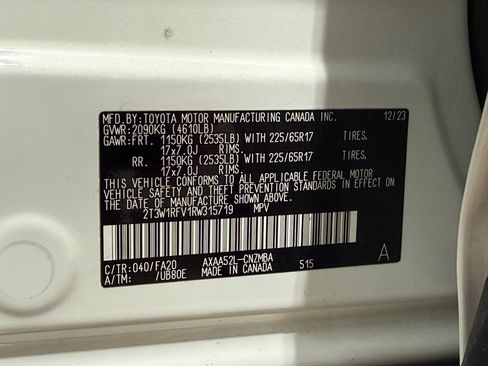 MFD.BY:TOYOTA MOTOR MANUFACTURING CANADA INC. 12/23
GVWR:2090KG (4610LB)
GAWR:FRT. 1150KG (2535LB) WITH 225/65R17 TIRES,
17x7.0J RIMS.
RR. 1150KG (2535LB) WITH 225/65R17 TIRES,
17x7.0J RIMS.
THIS VEHICLE CONFORMS TO ALL APPLICABLE FEDERAL MOTOR
VEHICLE SAFETY AND THEFT PREVENTION STANDARDS IN EFFECT ON
THE DATE OF MANUFACTURE SHOWN ABOVE.
2T3W1RFV1RW315719 MPV
C/TR:040/FA20 AXAA52L-CNZMBA 515 A
A/TM: /UB80E MADE IN CANADA